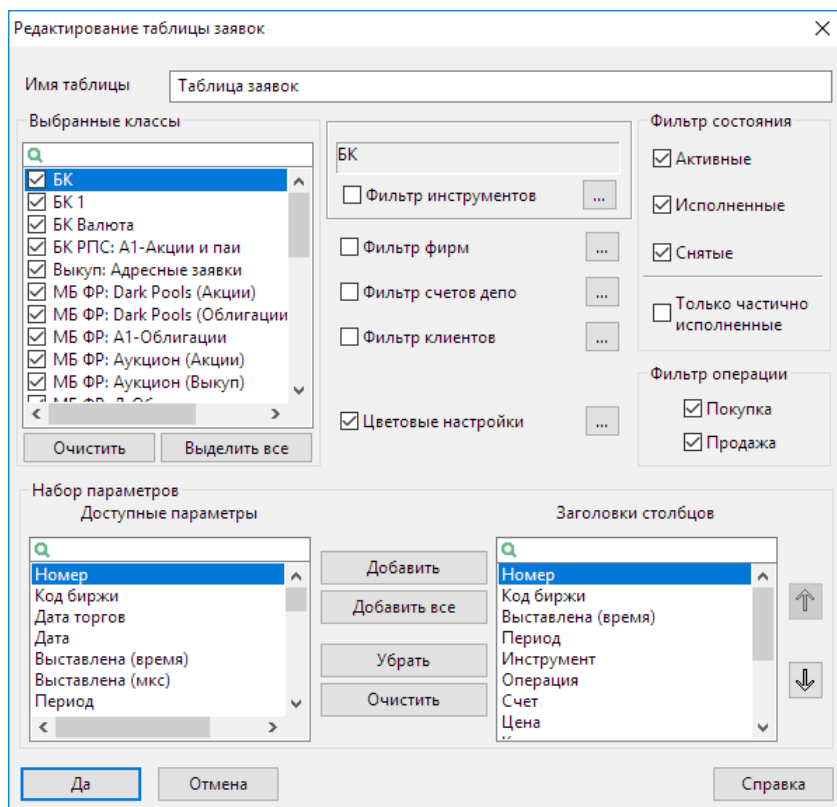 Редактирование таблицы заявок
Имя таблицы
Таблица заявок
Выбранные классы
БК
БК 1
БК Валюта
БК РПС: А1-Акции и паи
Выкуп: Адресные заявки
МБ ФР: Dark Pools (Акции)
МБ ФР: Dark Pools (Облигации
МБ ФР: А1-Облигации
МБ ФР: Аукцион (Акции)
МБ ФР: Аукцион (Выкуп)
Очистить
Выделить все
БК
Фильтр инструментов
...
Фильтр фирм
...
Фильтр счетов депо
...
Фильтр клиентов
...
Цветовые настройки
...
Фильтр состояния
Активные
Исполненные
Снятые
Только частично
исполненные
Фильтр операции
Покупка
Продажа
Набор параметров
Доступные параметры
Номер
Код биржи
Дата торгов
Дата
Выставлена (время)
Выставлена (мкс)
Период
Добавить
Добавить все
Убрать
Очистить
Заголовки столбцов
Номер
Код биржи
Выставлена (время)
Период
Инструмент
Операция
Счет
Цена
Да
Отмена
Справка